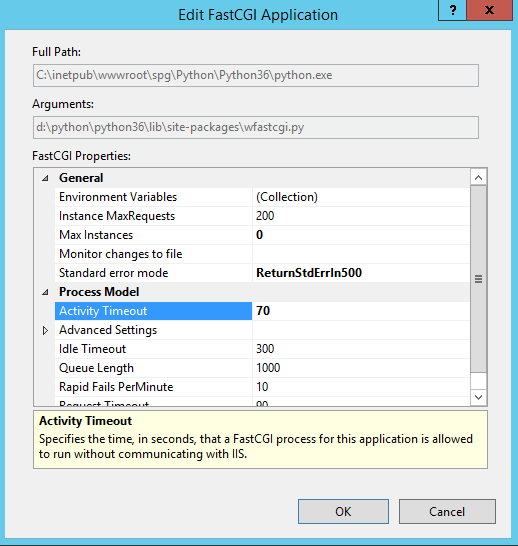 Edit FastCGI Application
? x
Full Path:
C:\inetpub\wwwroot\spg\Python\Python36\python.exe
Arguments:
d:\python\python36\lib\site-packages\wfastcgi.py
FastCGI Properties:
General
Environment Variables (Collection)
Instance MaxRequests 200
Max Instances 0
Monitor changes to file
Standard error mode ReturnStdErrIn500
Process Model
Activity Timeout 70
Advanced Settings
Idle Timeout 300
Queue Length 1000
Rapid Fails PerMinute 10
Request Timeout 90
Activity Timeout
Specifies the time, in seconds, that a FastCGI process for this application is allowed
to run without communicating with IIS.
OK Cancel